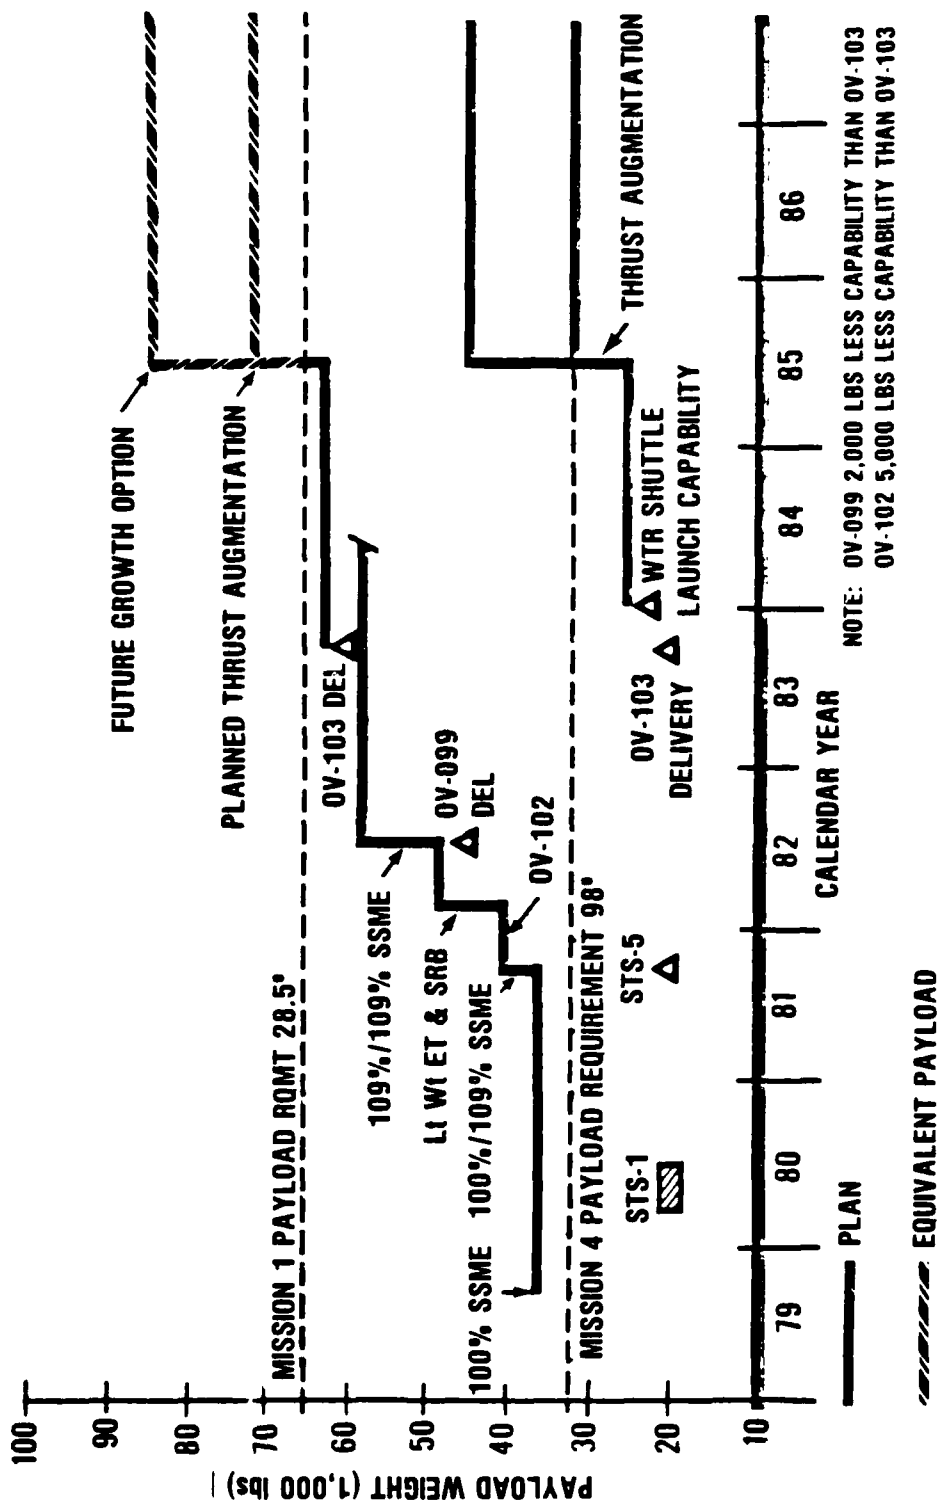 FUTURE GROWTH OPTION
PLANNED THRUST AUGMENTATION
MISSION 1 PAYLOAD RQMT 28.5°
OV-103 DEL
109%/109% SSME
OV-099
DEL
Lt Wt ET & SRB
OV-102
100% SSME
100%/109% SSME
MISSION 4 PAYLOAD REQUIREMENT 98°
THRUST AUGMENTATION
WTR SHUTTLE
LAUNCH CAPABILITY
OV-103
DELIVERY
STS-5
STS-1
PAYLOAD WEIGHT (1,000 lbs)
100
90
80
70
60
50
40
30
20
10
79
80
81
82
83
84
85
86
CALENDAR YEAR
PLAN
EQUIVALENT PAYLOAD
NOTE: OV-099 2,000 LBS LESS CAPABILITY THAN OV-103
OV-102 5,000 LBS LESS CAPABILITY THAN OV-103